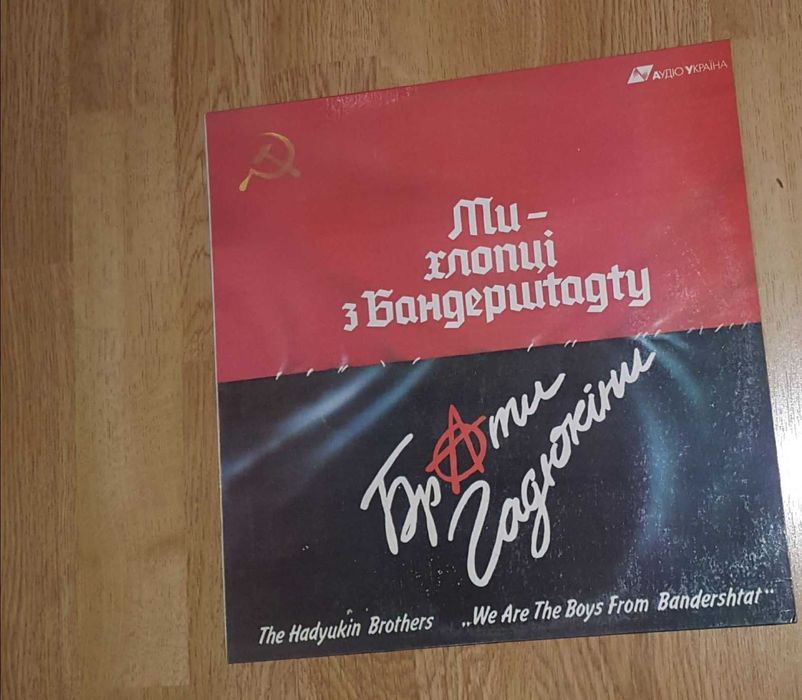 АУДІО УКРАЇНА
Ми –
хлопці
з Бандерштадту
Брати
Гадюкіни
The Hadyukin Brothers „We Are The Boys From Bandershtat“